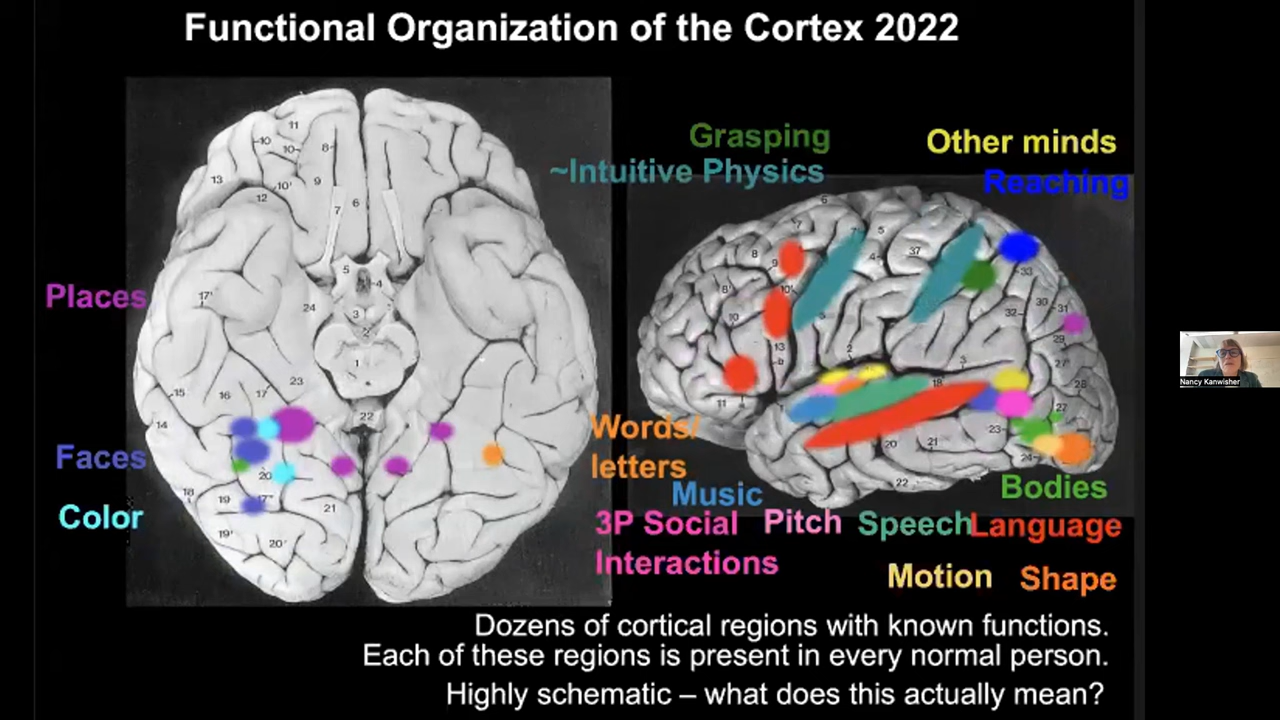 Functional Organization of the Cortex 2022
Grasping
Other minds
~Intuitive Physics
Reaching
Places
Faces
Color
Words/
letters
Music
Bodies
3P Social
Interactions
Pitch
Speech
Language
Motion
Shape
Dozens of cortical regions with known functions.
Each of these regions is present in every normal person.
Highly schematic – what does this actually mean?
Nancy Kanwisher